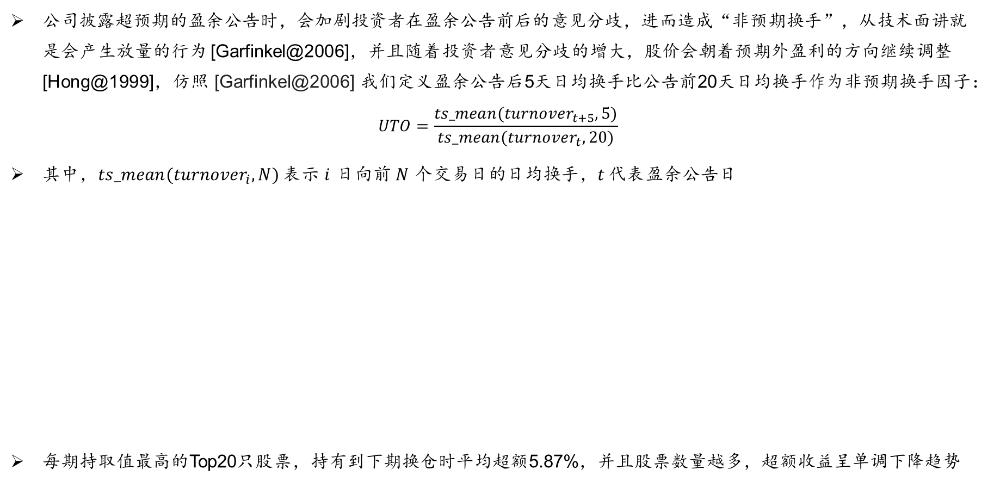 ➢ 公司披露超预期的盈余公告时，会加剧投资者在盈余公告前后的意见分歧，进而造成“非预期换手”，从技术面讲就
是会产生放量的行为 [Garfinkel@2006]，并且随着投资者意见分歧的增大，股价会朝着预期外盈利的方向继续调整
[Hong@1999]，仿照 [Garfinkel@2006] 我们定义盈余公告后5天日均换手比公告前20天日均换手作为非预期换手因子：
UTO = ts_mean(turnover_{t+5}, 5) / ts_mean(turnover_t, 20)
➢ 其中，ts_mean(turnover_i, N) 表示 i 日向前 N 个交易日的日均换手，t 代表盈余公告日
➢ 每期持取值最高的Top20只股票，持有到下期换仓时平均超额5.87%，并且股票数量越多，超额收益呈单调下降趋势